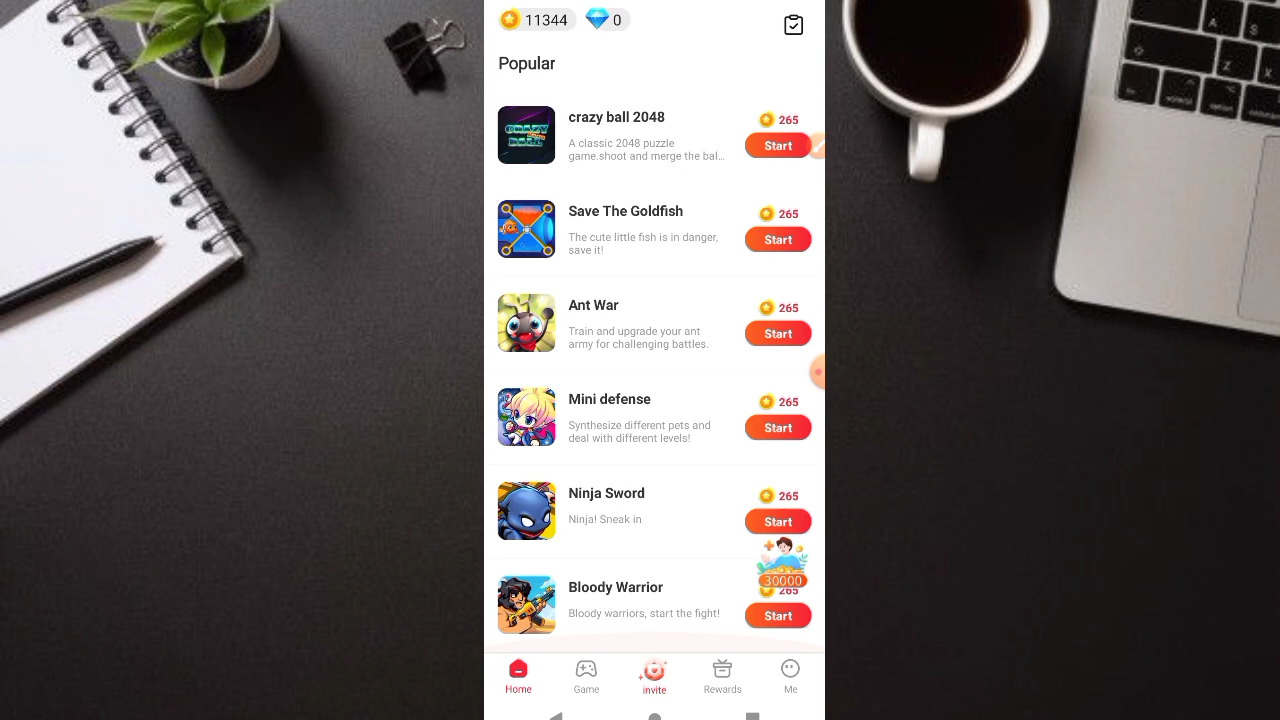 11344 0
Popular
CRAZY
BALL
crazy ball 2048
A classic 2048 puzzle
game.shoot and merge the bal...
265
Start
Save The Goldfish
The cute little fish is in danger,
save it!
265
Start
Ant War
Train and upgrade your ant
army for challenging battles.
265
Start
Mini defense
Synthesize different pets and
deal with different levels!
265
Start
Ninja Sword
Ninja! Sneak in
265
Start
30000
Bloody Warrior
Bloody warriors, start the fight!
265
Start
Home Game invite Rewards Me